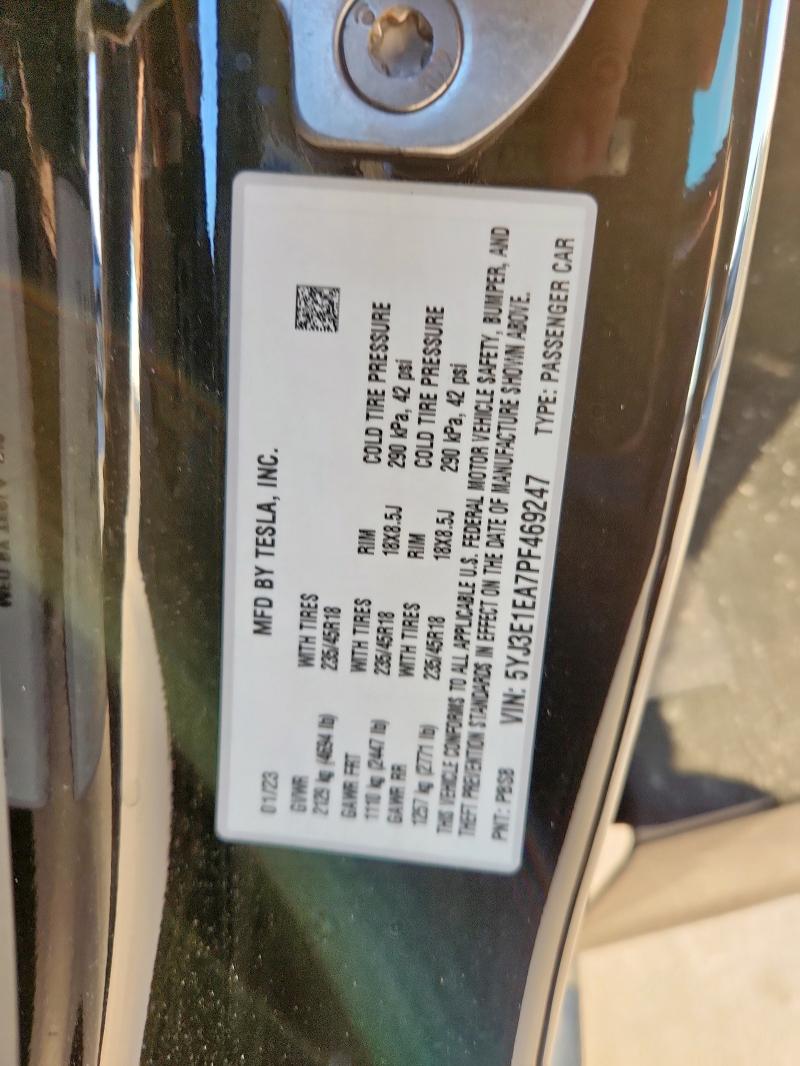 01/23 MFD BY TESLA, INC.
GVWR WITH TIRES
2129 kg (4694 lb) 235/45R18
GAWR FRT WITH TIRES RIM COLD TIRE PRESSURE
1110 kg (2447 lb) 235/45R18 18X8.5J 290 kPa, 42 psi
GAWR RR WITH TIRES RIM COLD TIRE PRESSURE
1257 kg (2771 lb) 235/45R18 18X8.5J 290 kPa, 42 psi
THIS VEHICLE CONFORMS TO ALL APPLICABLE U.S. FEDERAL MOTOR VEHICLE SAFETY, BUMPER, AND
THEFT PREVENTION STANDARDS IN EFFECT ON THE DATE OF MANUFACTURE SHOWN ABOVE.
PNT: PBSB VIN: 5YJ3E1EA7PF469247 TYPE: PASSENGER CAR